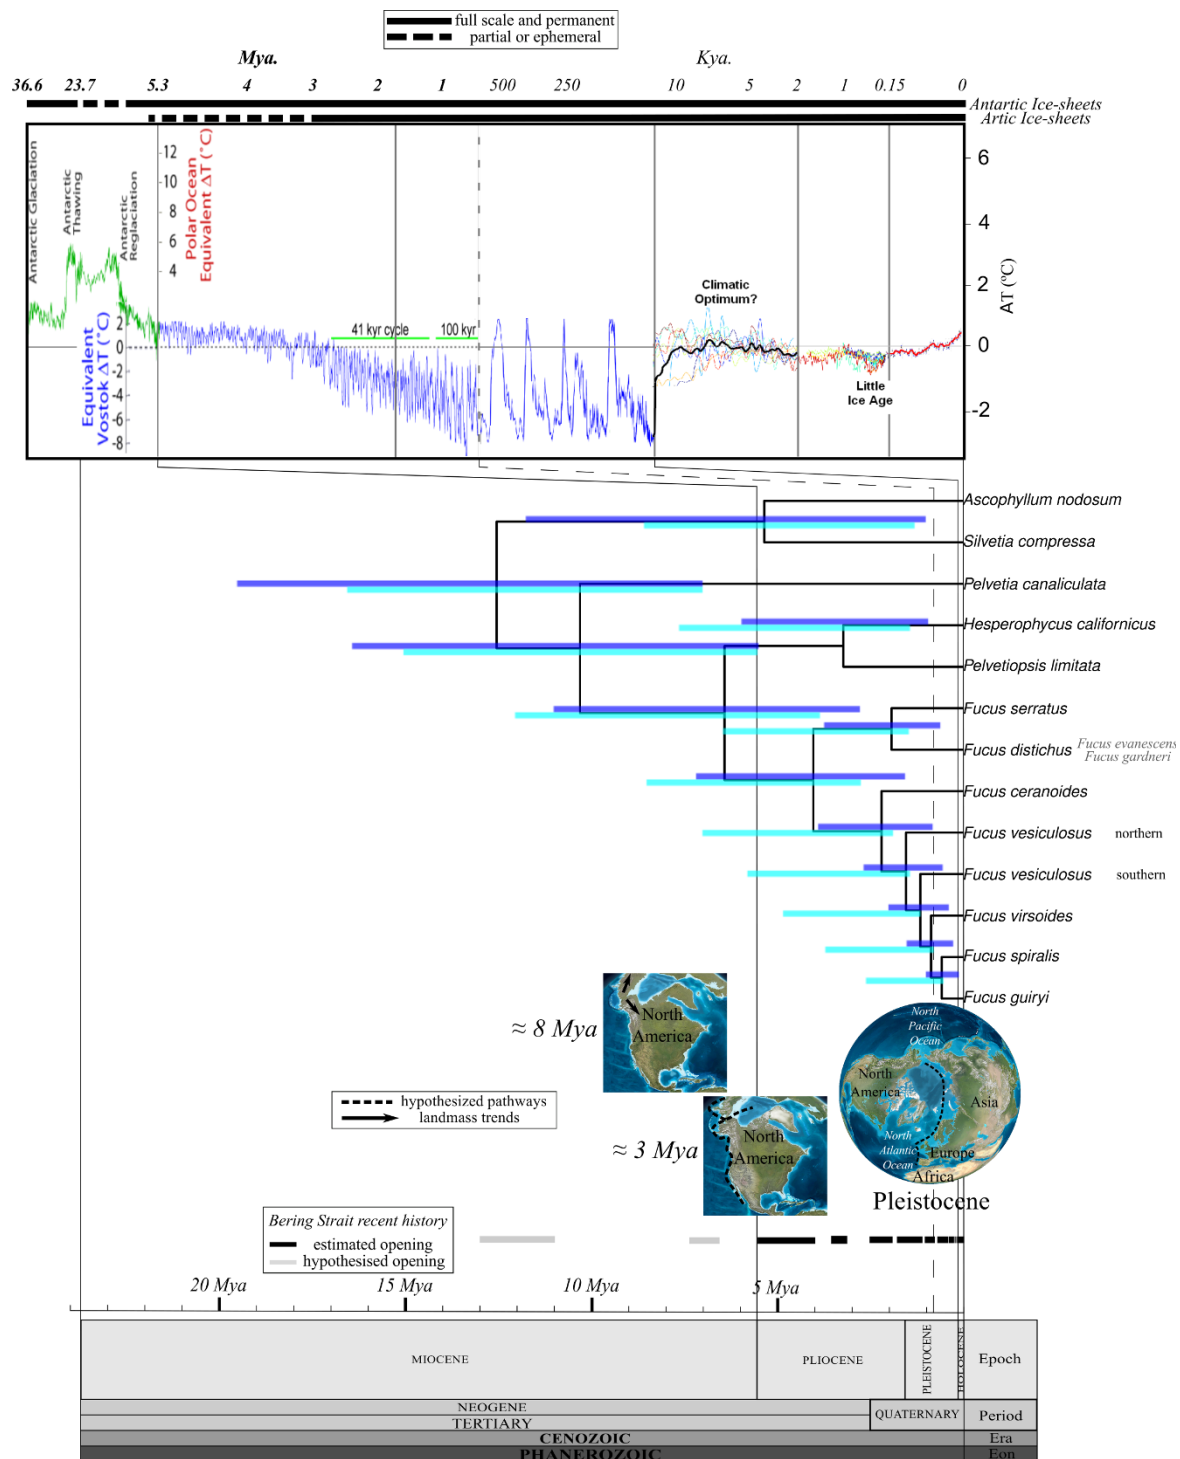 full scale and permanent
partial or ephemeral
Mya.
Kya.
36.6 23.7 5.3 4 3 2 1 500 250 10 5 2 1 0.15 0
Antartic Ice-sheets
Artic Ice-sheets
Antarctic Glaciation
Antarctic
Thawing
Antarctic
Reglaciation
12
10
8
6
4
2
0
-2
-4
-6
-8
Polar Ocean
Equivalent ΔT (°C)
Equivalent
Vostok ΔT (°C)
41 kyr cycle
100 kyr
Climatic
Optimum?
Little
Ice Age
6
4
2
0
-2
AT (°C)
Ascophyllum nodosum
Silvetia compressa
Pelvetia canaliculata
Hesperophycus californicus
Pelvetiopsis limitata
Fucus serratus
Fucus distichus Fucus evanescens
Fucus gardneri
Fucus ceranoides
Fucus vesiculosus northern
Fucus vesiculosus southern
Fucus virsoides
Fucus spiralis
Fucus guiryi
≈ 8 Mya
North
America
hypothesized pathways
landmass trends
≈ 3 Mya
North
America
North
Pacific
Ocean
North
America
Asia
North
Atlantic
Ocean
Europe
Africa
Pleistocene
Bering Strait recent history
estimated opening
hypothesised opening
20 Mya 15 Mya 10 Mya 5 Mya
MIOCENE PLIOCENE PLEISTOCENE HOLOCENE Epoch
NEOGENE
TERTIARY
QUATERNARY Period
CENOZOIC Era
PHANEROZOIC Eon